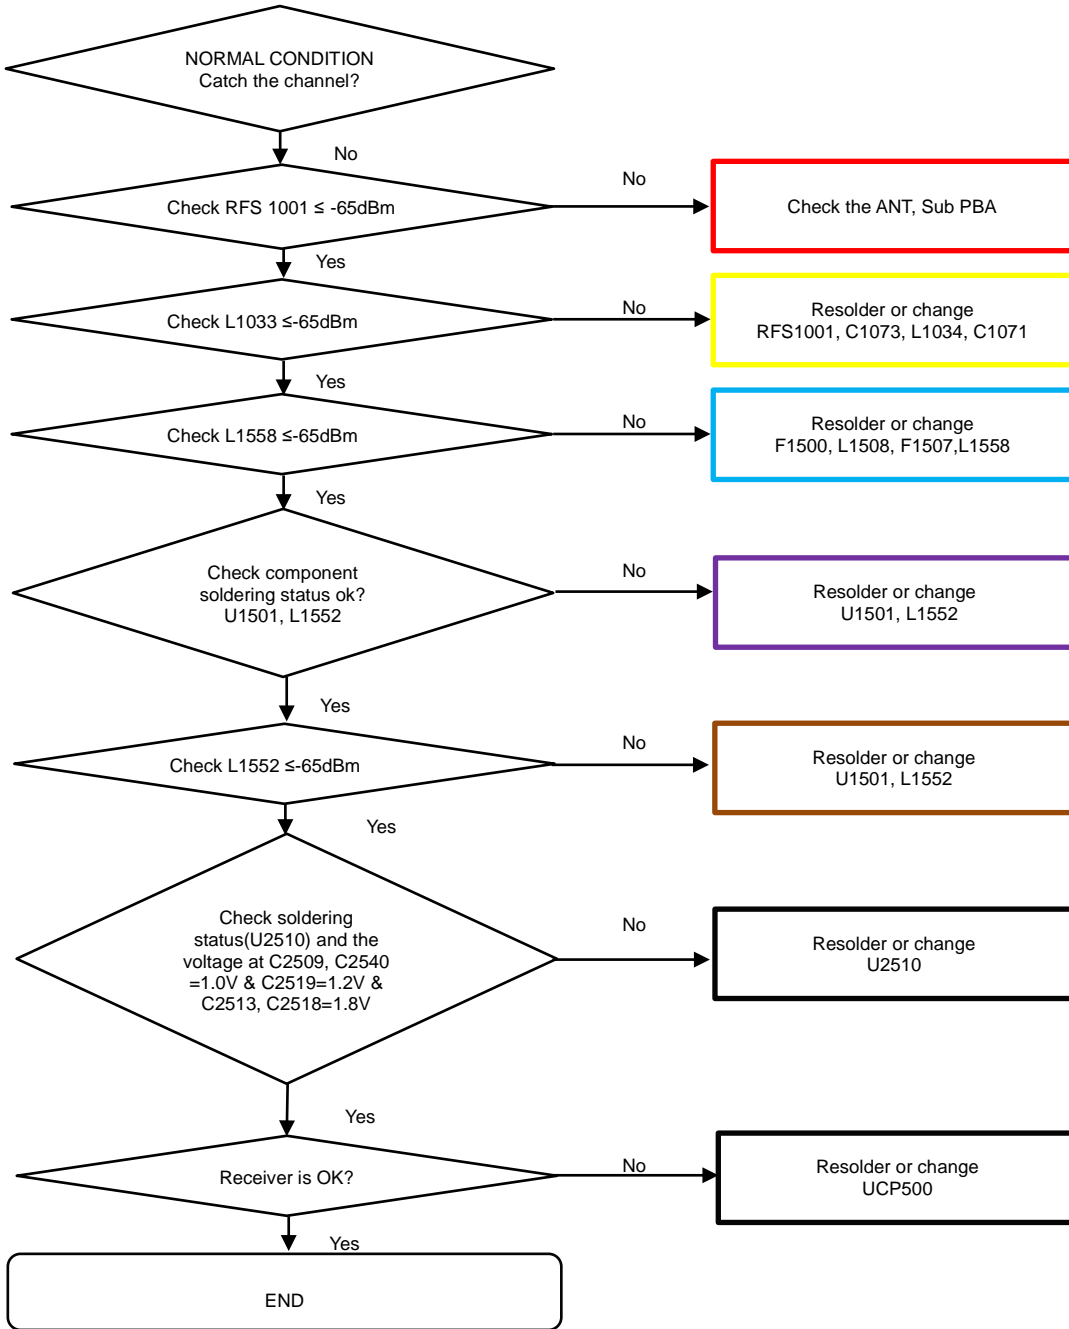 NORMAL CONDITION
Catch the channel?
No
Check RFS 1001 ≤ -65dBm
No
Check the ANT, Sub PBA
Yes
Check L1033 ≤-65dBm
No
Resolder or change
RFS1001, C1073, L1034, C1071
Yes
Check L1558 ≤-65dBm
No
Resolder or change
F1500, L1508, F1507,L1558
Yes
Check component
soldering status ok?
U1501, L1552
No
Resolder or change
U1501, L1552
Yes
Check L1552 ≤-65dBm
No
Resolder or change
U1501, L1552
Yes
Check soldering
status(U2510) and the
voltage at C2509, C2540
=1.0V & C2519=1.2V &
C2513, C2518=1.8V
No
Resolder or change
U2510
Yes
Receiver is OK?
No
Resolder or change
UCP500
Yes
END